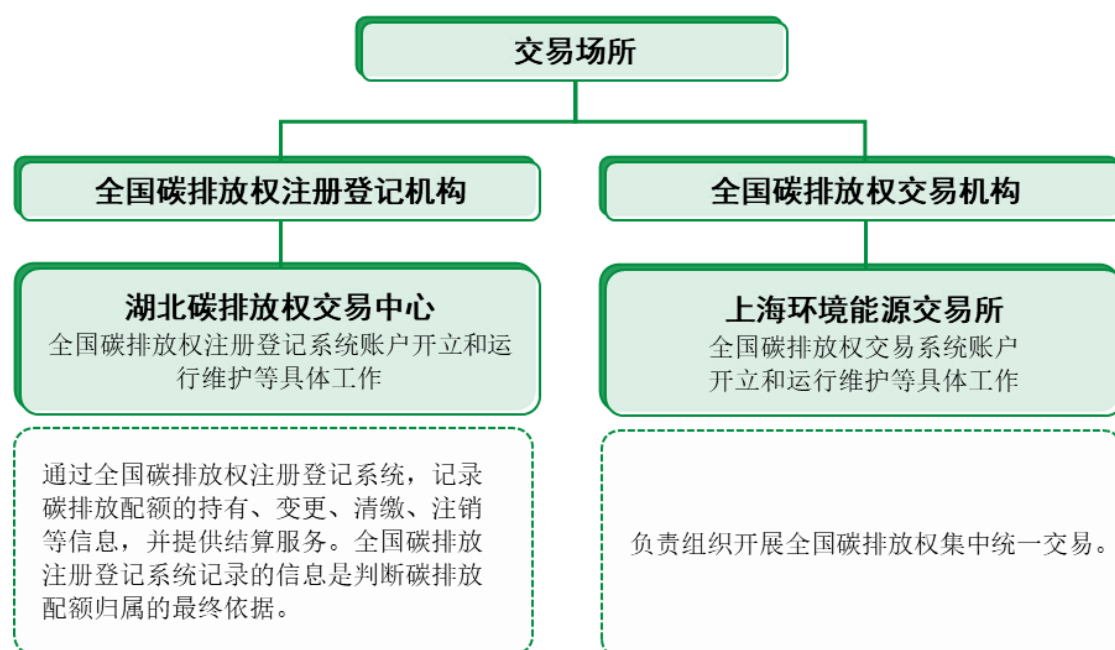 交易场所
全国碳排放权注册登记机构
全国碳排放权交易机构
湖北碳排放权交易中心
全国碳排放权注册登记系统账户开立和运
行维护等具体工作
上海环境能源交易所
全国碳排放权交易系统账户
开立和运行维护等具体工作
通过全国碳排放权注册登记系统，记录
碳排放配额的持有、变更、清缴、注销
等信息，并提供结算服务。全国碳排放
注册登记系统记录的信息是判断碳排放
配额归属的最终依据。
负责组织开展全国碳排放权集中统一交易。